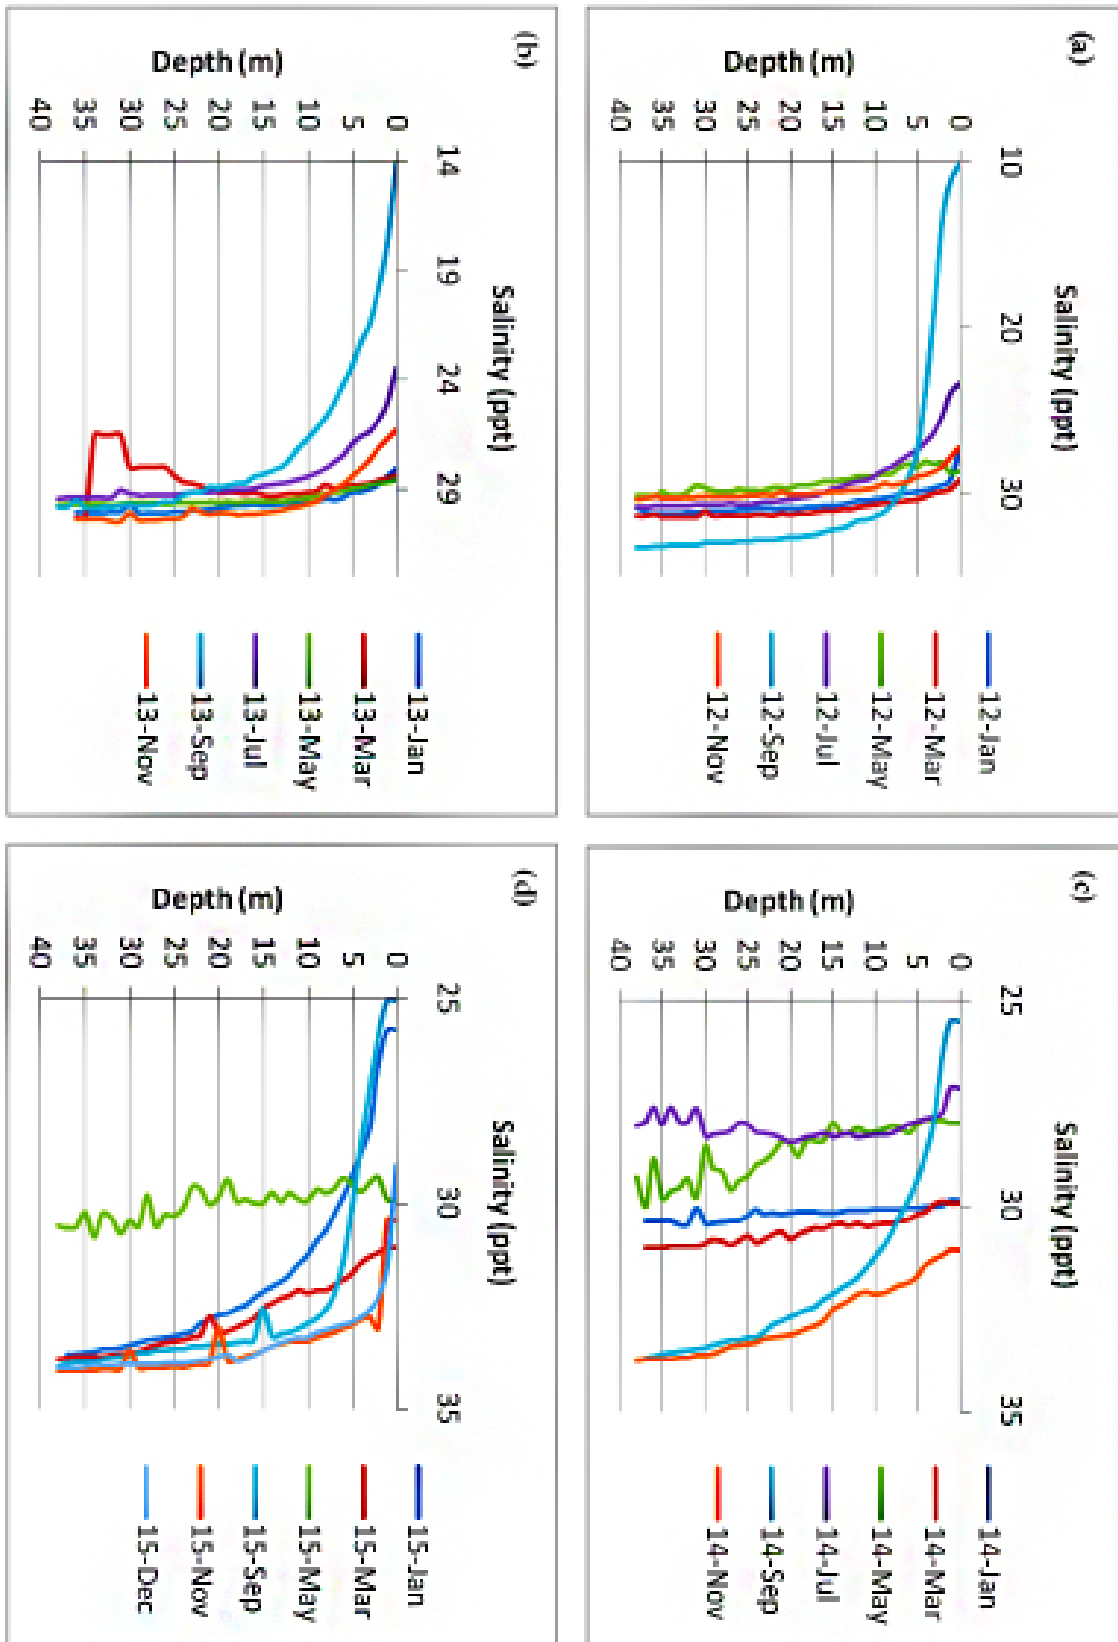 (a)
Salinity (ppt)
10 20 30
0
5
10
15
20
25
30
35
40
Depth (m)
12-Jan
12-Mar
12-May
12-Jul
12-Sep
12-Nov
(c)
Salinity (ppt)
25 30 35
0
5
10
15
20
25
30
35
40
Depth (m)
14-Jan
14-Mar
14-May
14-Jul
14-Sep
14-Nov
(b)
Salinity (ppt)
14 19 24 29
0
5
10
15
20
25
30
35
40
Depth (m)
13-Jan
13-Mar
13-May
13-Jul
13-Sep
13-Nov
(d)
Salinity (ppt)
25 30 35
0
5
10
15
20
25
30
35
40
Depth (m)
15-Jan
15-Mar
15-May
15-Sep
15-Nov
15-Dec